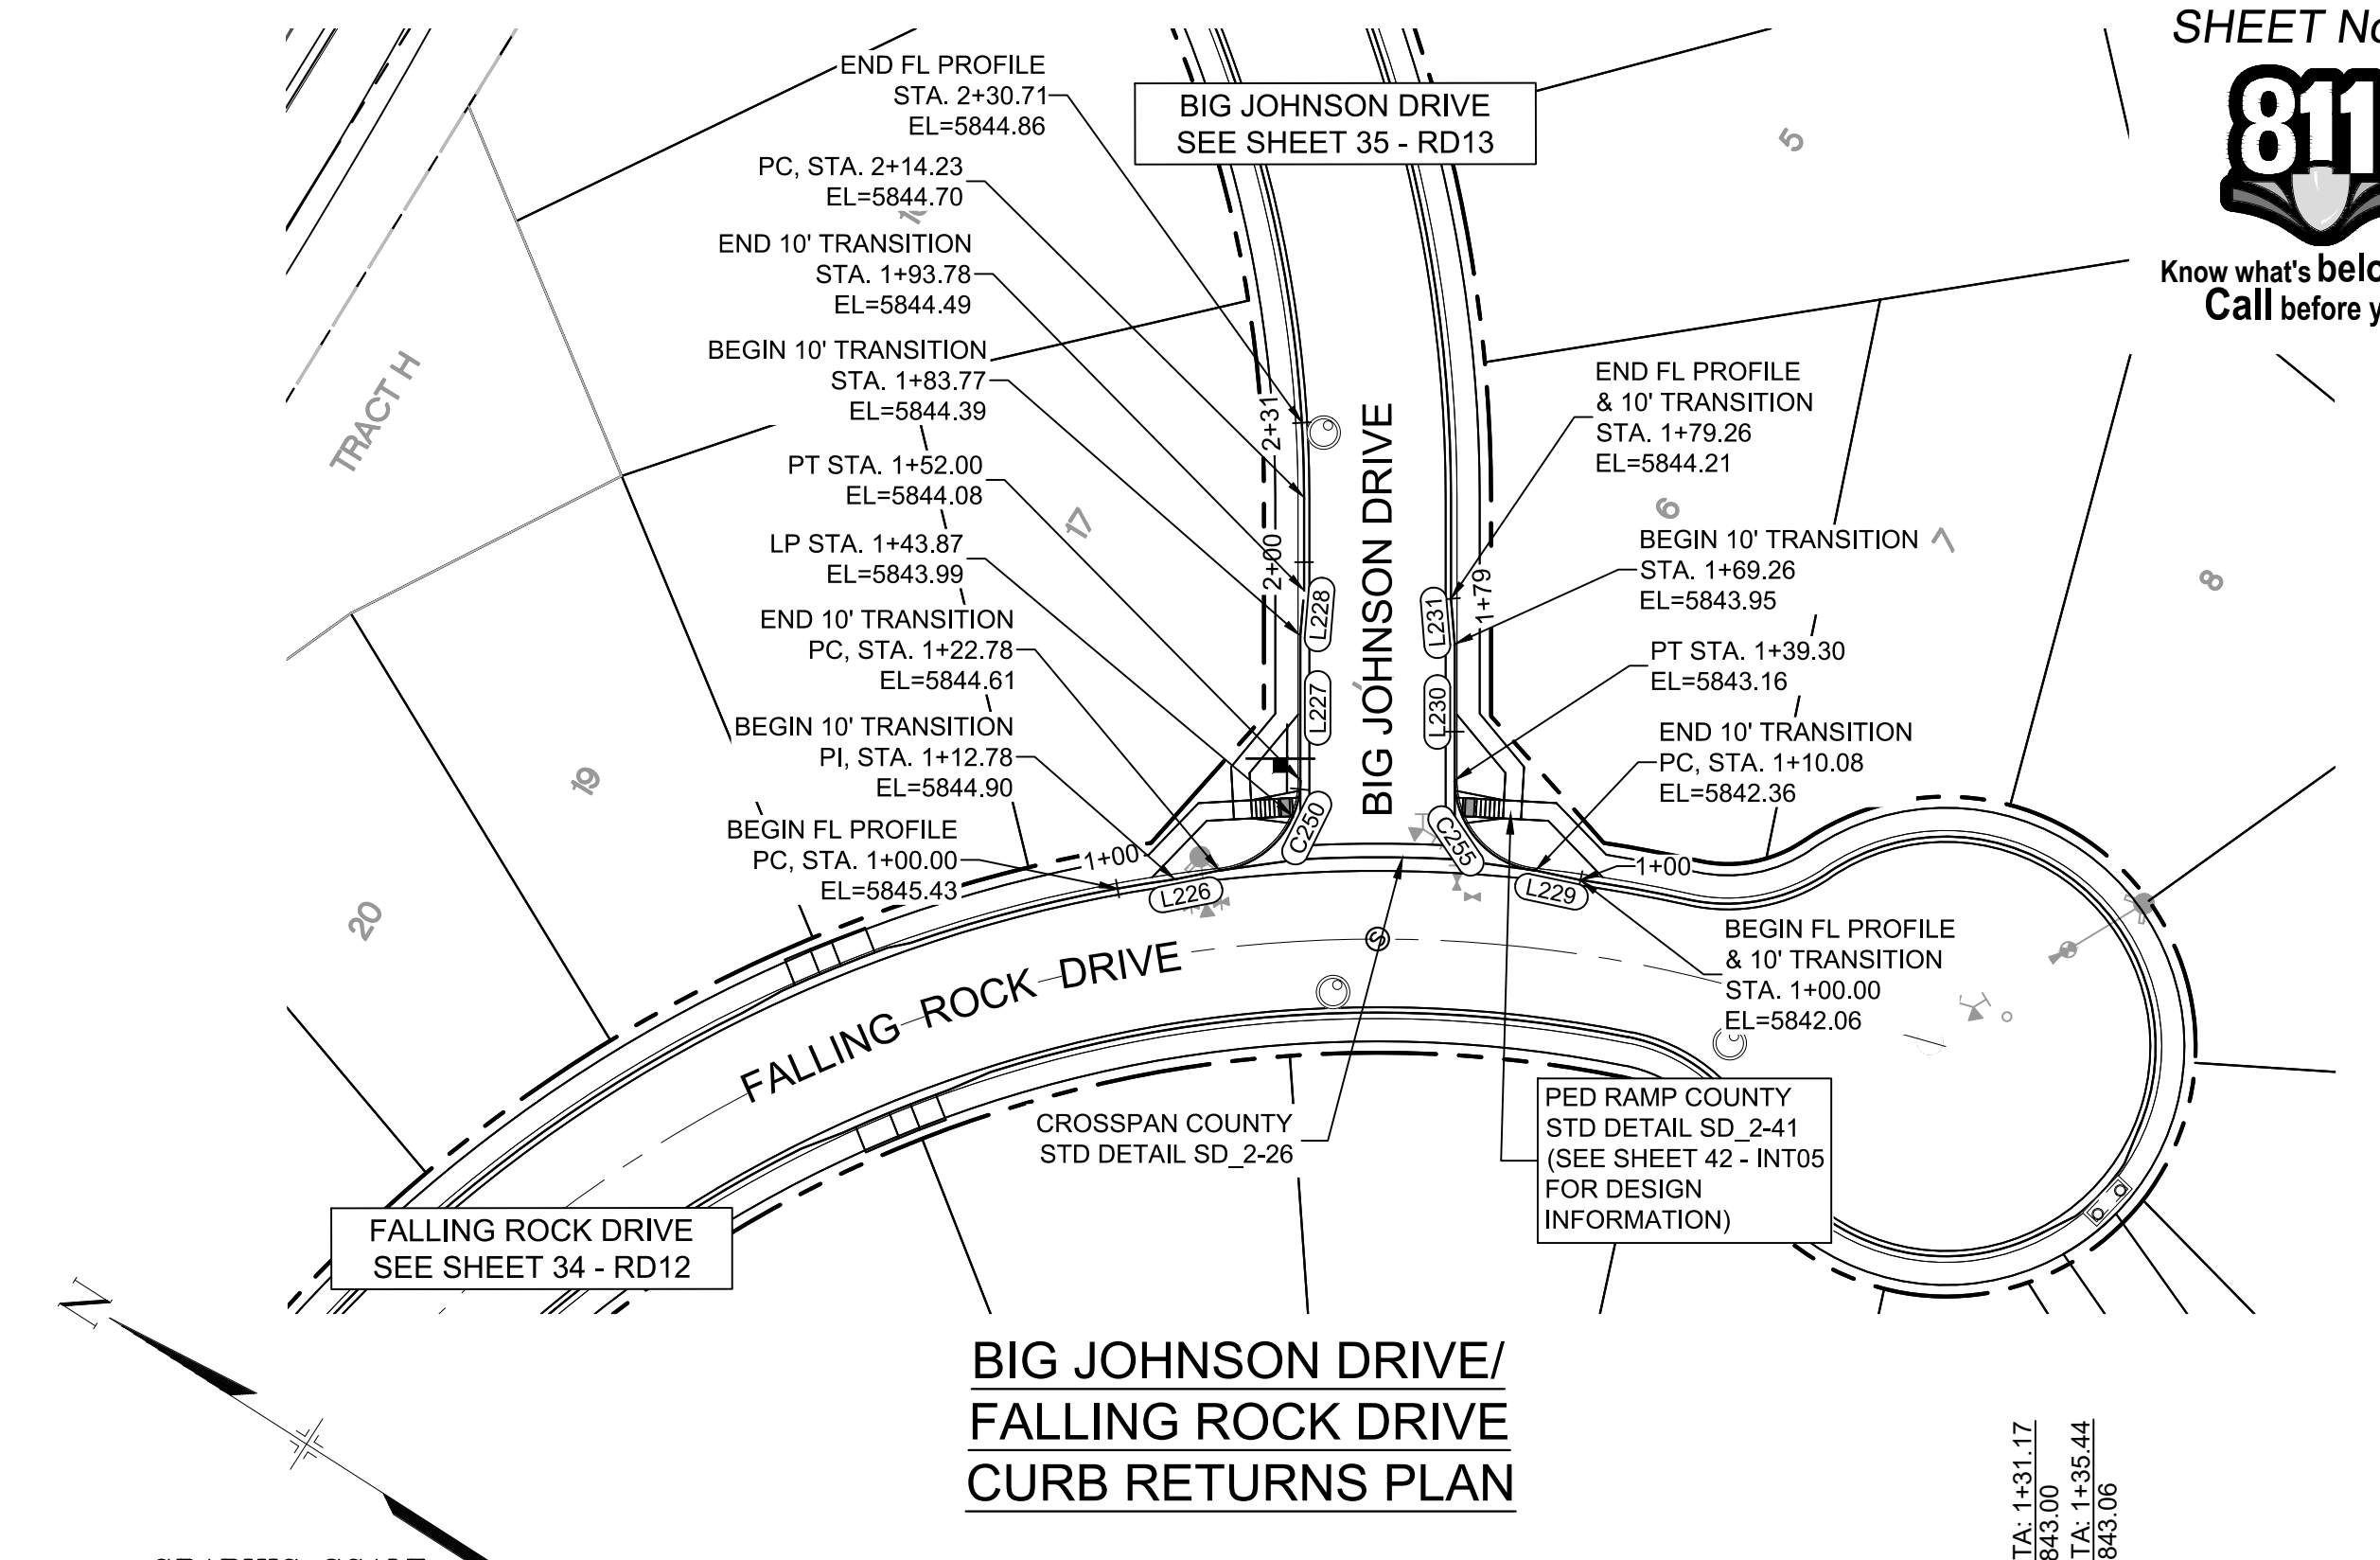 SHEET No
811
Know what's belo
Call before y
END FL PROFILE
STA. 2+30.71
EL=5844.86
BIG JOHNSON DRIVE
SEE SHEET 35 - RD13
PC, STA. 2+14.23
EL=5844.70
END 10' TRANSITION
STA. 1+93.78
EL=5844.49
BEGIN 10' TRANSITION
STA. 1+83.77
EL=5844.39
PT STA. 1+52.00
EL=5844.08
LP STA. 1+43.87
EL=5843.99
END 10' TRANSITION
PC, STA. 1+22.78
EL=5844.61
BEGIN 10' TRANSITION
PI, STA. 1+12.78
EL=5844.90
BEGIN FL PROFILE
PC, STA. 1+00.00
EL=5845.43
END FL PROFILE
& 10' TRANSITION
STA. 1+79.26
EL=5844.21
BEGIN 10' TRANSITION
STA. 1+69.26
EL=5843.95
PT STA. 1+39.30
EL=5843.16
END 10' TRANSITION
PC, STA. 1+10.08
EL=5842.36
BEGIN FL PROFILE
& 10' TRANSITION
STA. 1+00.00
EL=5842.06
TRACT H
5
6
7
8
17
19
20
2+31
2+00
1+79
1+00
1+00
L228
L231
L227
L230
C250
C255
L226
L229
BIG JOHNSON DRIVE
FALLING ROCK DRIVE
S
CROSSPAN COUNTY
STD DETAIL SD_2-26
PED RAMP COUNTY
STD DETAIL SD_2-41
(SEE SHEET 42 - INT05
FOR DESIGN
INFORMATION)
FALLING ROCK DRIVE
SEE SHEET 34 - RD12
N
BIG JOHNSON DRIVE/
FALLING ROCK DRIVE
CURB RETURNS PLAN
TA: 1+31.17
843.00
TA: 1+35.44
843.06